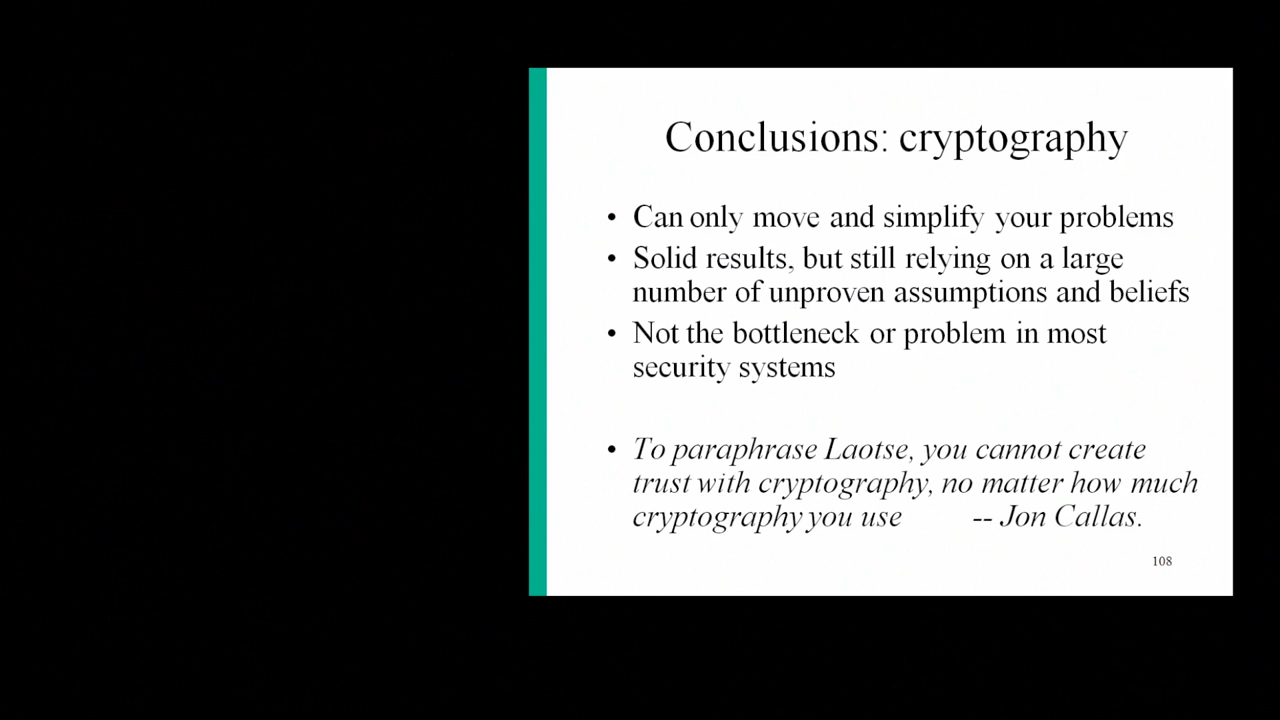 Conclusions: cryptography
• Can only move and simplify your problems
• Solid results, but still relying on a large
number of unproven assumptions and beliefs
• Not the bottleneck or problem in most
security systems
• To paraphrase Laotse, you cannot create
trust with cryptography, no matter how much
cryptography you use -- Jon Callas.
108